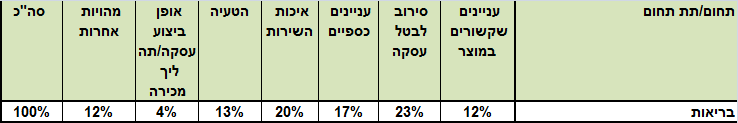 תחום/תת תחום
עניינים
שקשורים
במוצר
סירוב
לבטל
עסקה
עניינים
כספיים
איכות
השירות
הטעיה
אופן
ביצוע
עסקה/תה
ליך
מכירה
מהויות
אחרות
סה"כ
בריאות 12% 23% 17% 20% 13% 4% 12% 100%